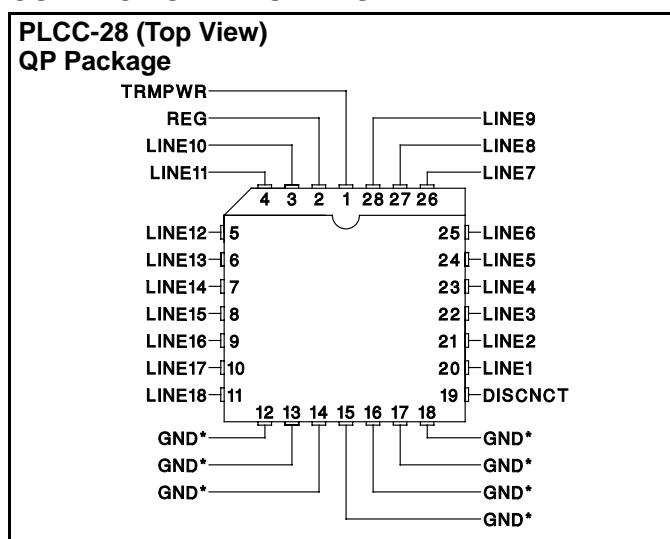 PLCC-28 (Top View)
QP Package
TRMPWR
REG
LINE10
LINE11
LINE9
LINE8
LINE7
4 3 2 1 28 27 26
LINE12 5
LINE13 6
LINE14 7
LINE15 8
LINE16 9
LINE17 10
LINE18 11
25 LINE6
24 LINE5
23 LINE4
22 LINE3
21 LINE2
20 LINE1
19 DISCNCT
12 13 14 15 16 17 18
GND*
GND*
GND*
GND*
GND*
GND*
GND*